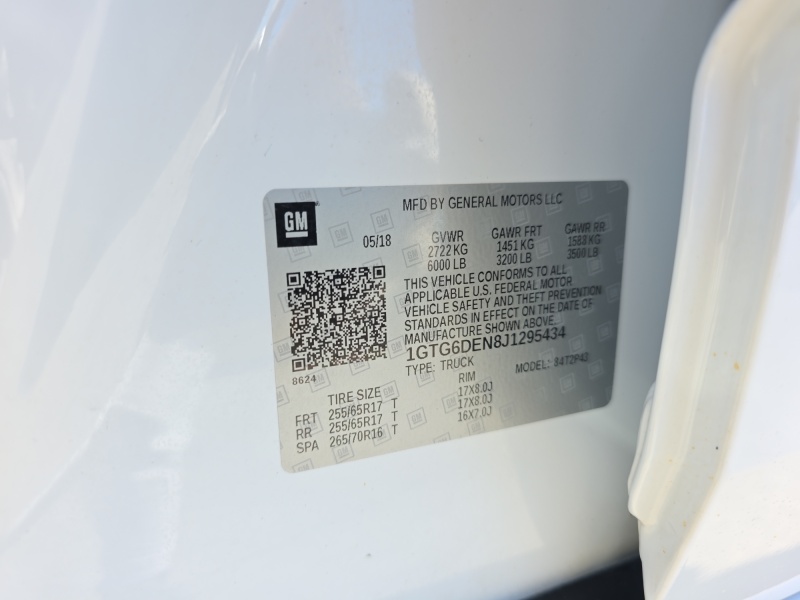 GM
MFD BY GENERAL MOTORS LLC
05/18 GVWR GAWR FRT GAWR RR
2722 KG 1451 KG 1588 KG
6000 LB 3200 LB 3500 LB
THIS VEHICLE CONFORMS TO ALL
APPLICABLE U.S. FEDERAL MOTOR
VEHICLE SAFETY AND THEFT PREVENTION
STANDARDS IN EFFECT ON THE DATE OF
MANUFACTURE SHOWN ABOVE.
1GTG6DEN8J1295434
8624 TYPE: TRUCK MODEL: 84T2P43
TIRE SIZE RIM
FRT 255/65R17 T 17X8.0J
RR 255/65R17 T 17X8.0J
SPA 265/70R16 T 16X7.0J